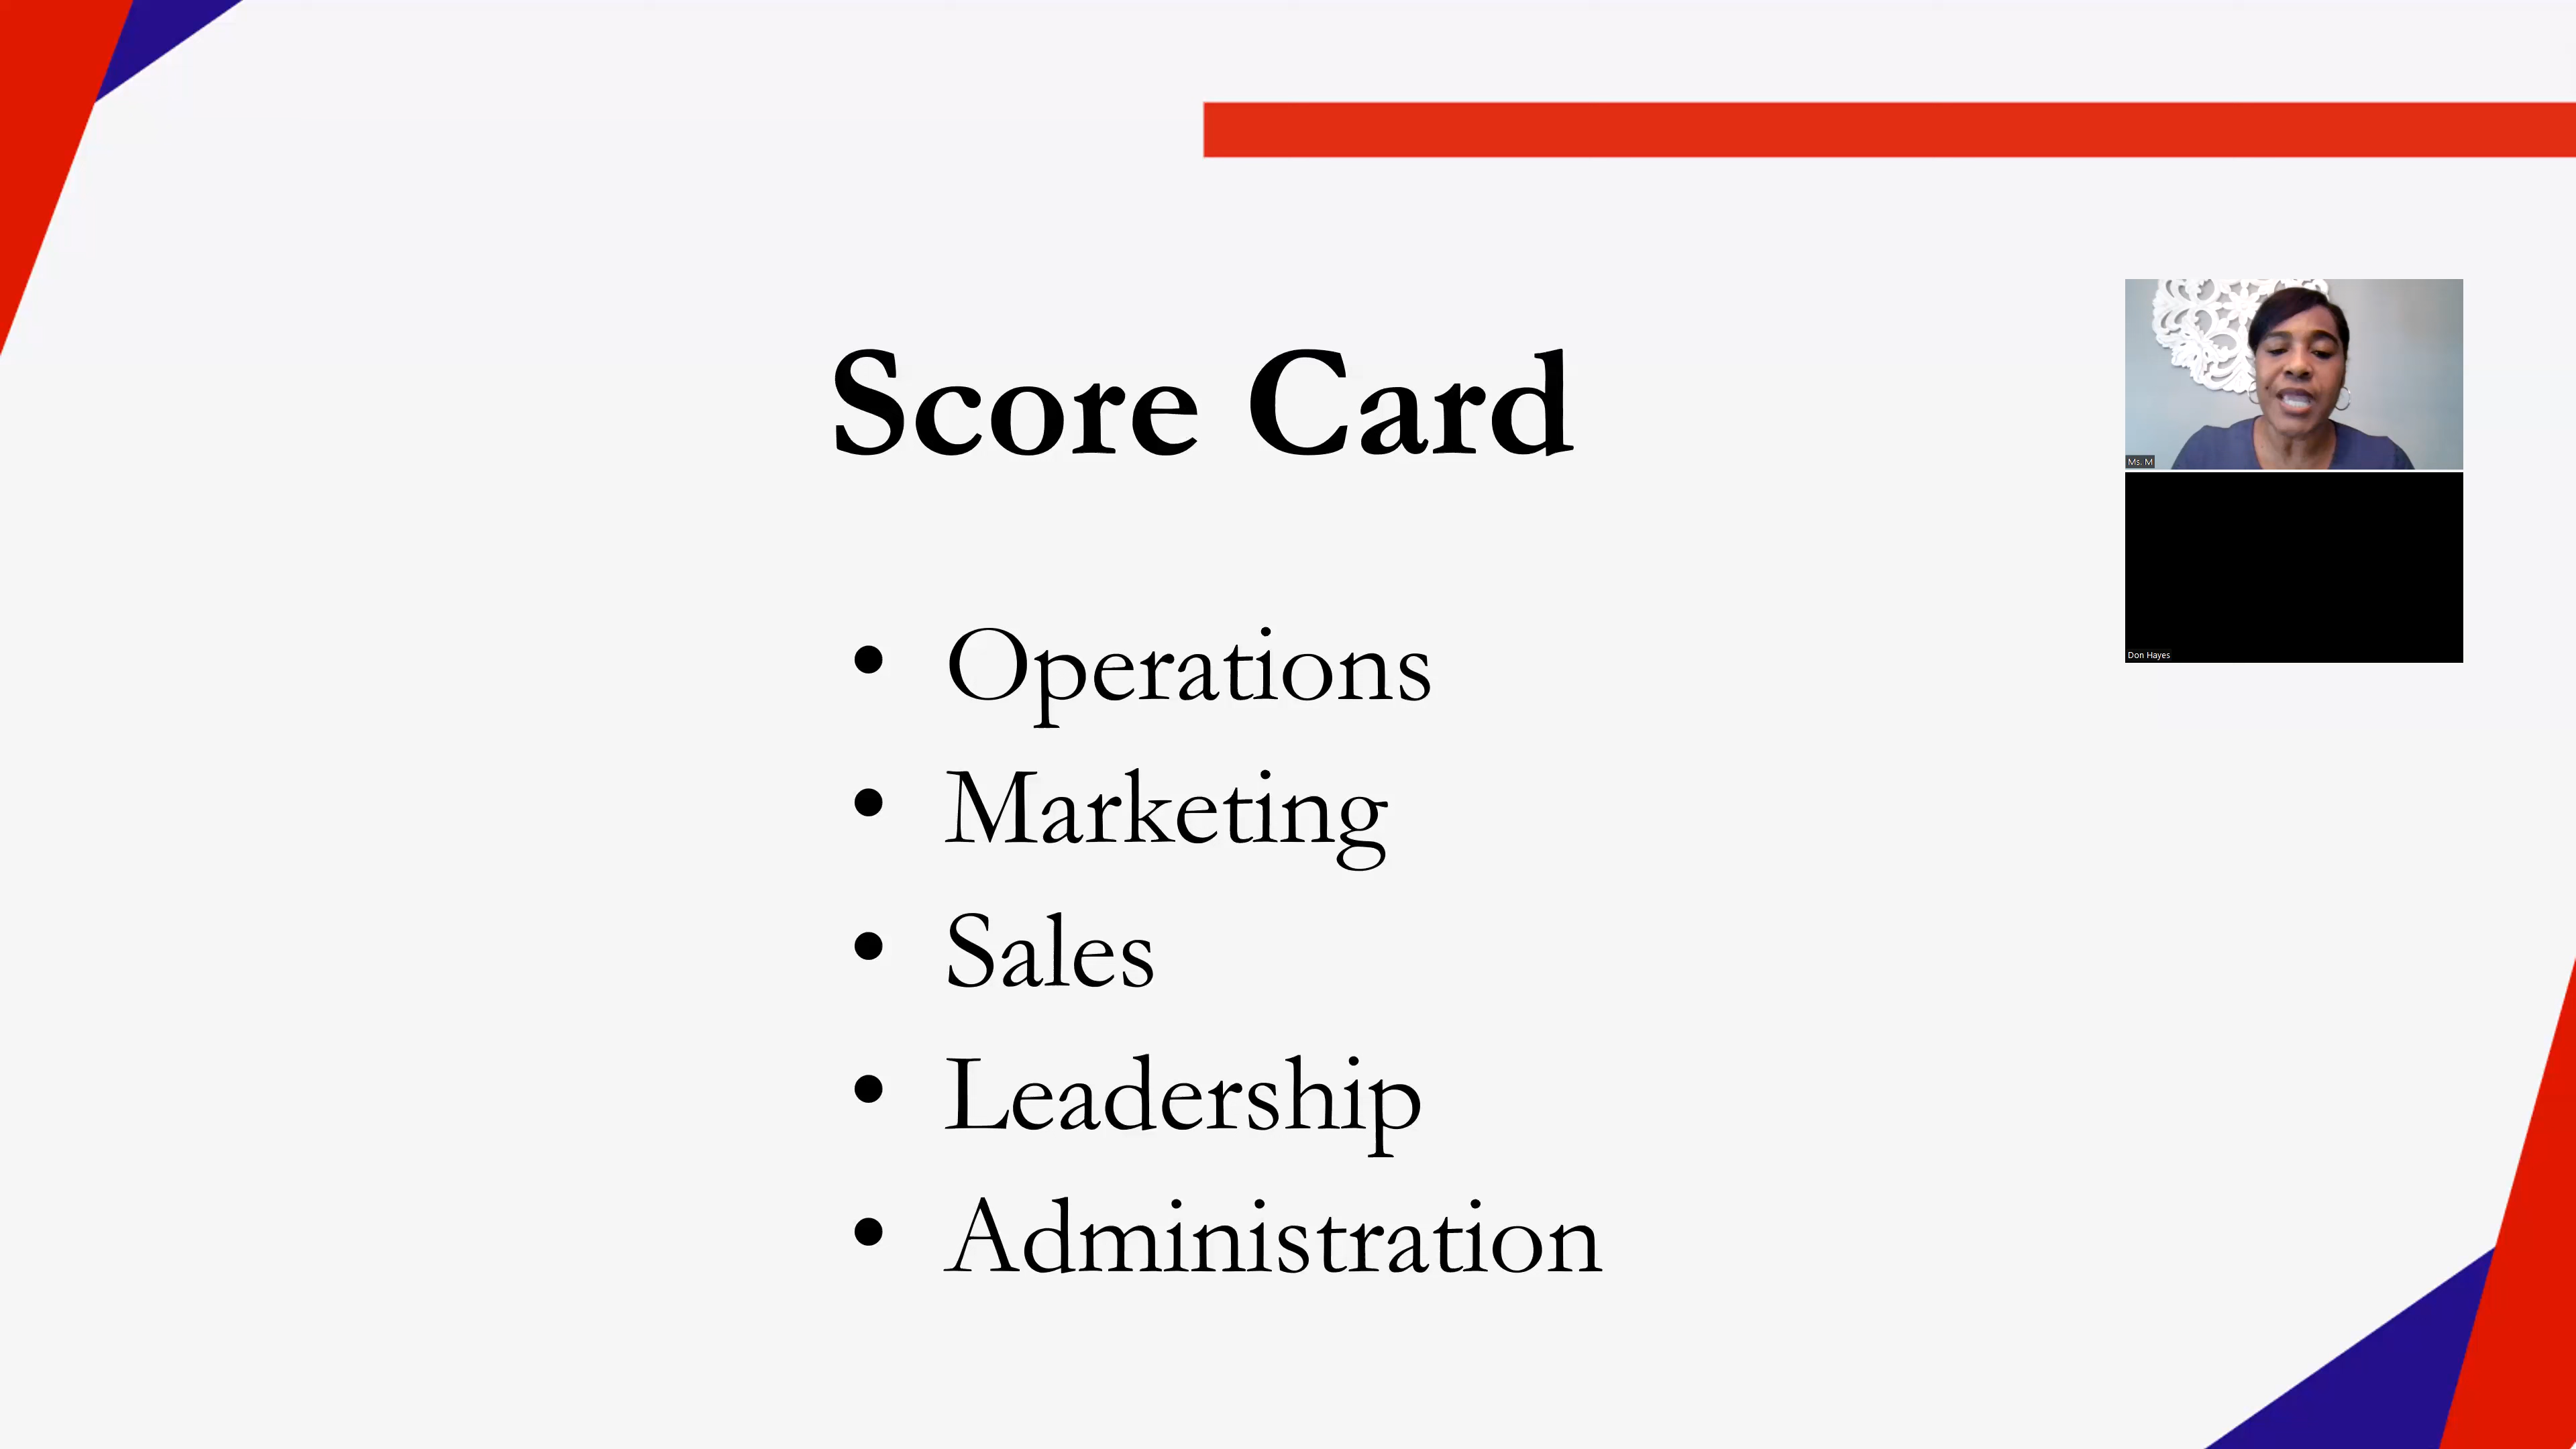 Score Card
• Operations
• Marketing
• Sales
• Leadership
• Administration
Ms. M
Don Hayes